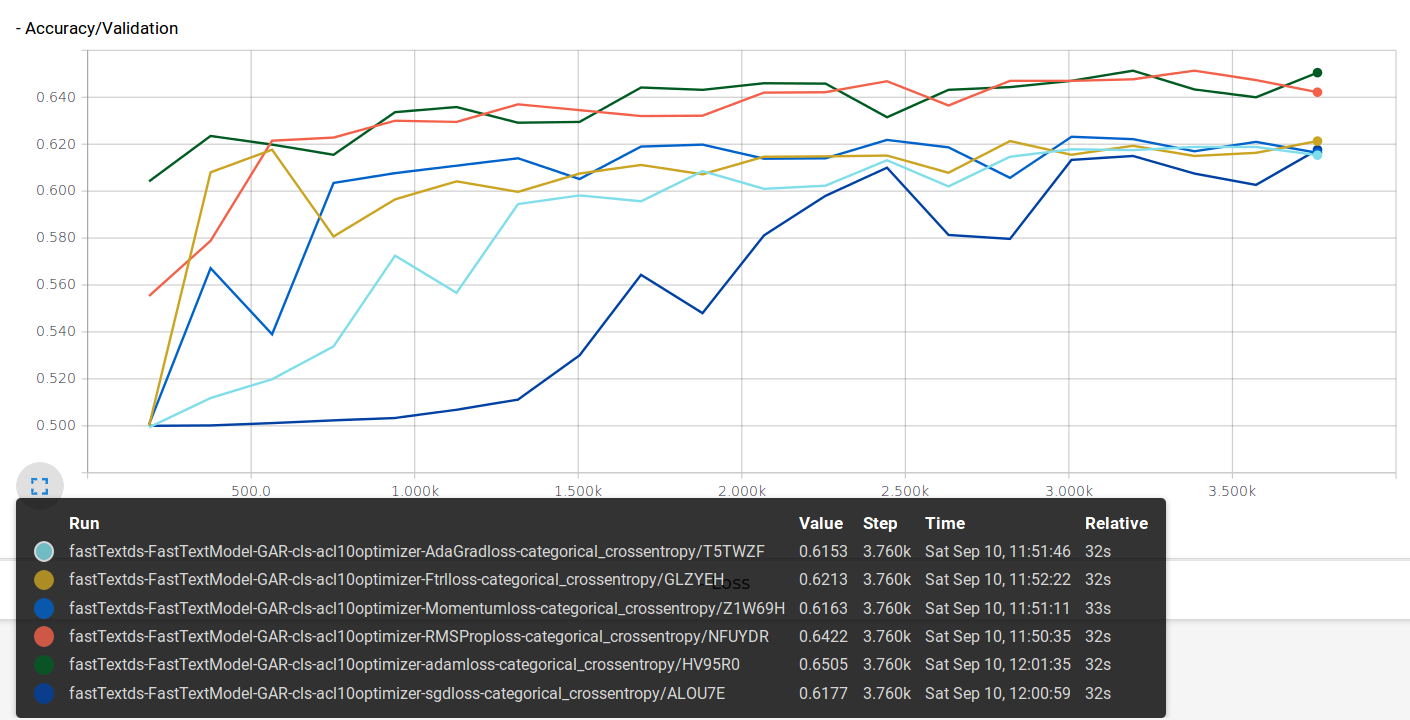 - Accuracy/Validation
0.640
0.620
0.600
0.580
0.560
0.540
0.520
0.500
500.0 1.000k 1.500k 2.000k 2.500k 3.000k 3.500k
Run Value Step Time Relative
fastTextds-FastTextModel-GAR-cls-acl10optimizer-AdaGradloss-categorical_crossentropy/T5TWZF 0.6153 3.760k Sat Sep 10, 11:51:46 32s
fastTextds-FastTextModel-GAR-cls-acl10optimizer-Ftrlloss-categorical_crossentropy/GLZYEH 0.6213 3.760k Sat Sep 10, 11:52:22 32s
Loss
fastTextds-FastTextModel-GAR-cls-acl10optimizer-Momentumloss-categorical_crossentropy/Z1W69H 0.6163 3.760k Sat Sep 10, 11:51:11 33s
fastTextds-FastTextModel-GAR-cls-acl10optimizer-RMSProploss-categorical_crossentropy/NFUYDR 0.6422 3.760k Sat Sep 10, 11:50:35 32s
fastTextds-FastTextModel-GAR-cls-acl10optimizer-adamloss-categorical_crossentropy/HV95R0 0.6505 3.760k Sat Sep 10, 12:01:35 32s
fastTextds-FastTextModel-GAR-cls-acl10optimizer-sgdloss-categorical_crossentropy/ALOU7E 0.6177 3.760k Sat Sep 10, 12:00:59 32s